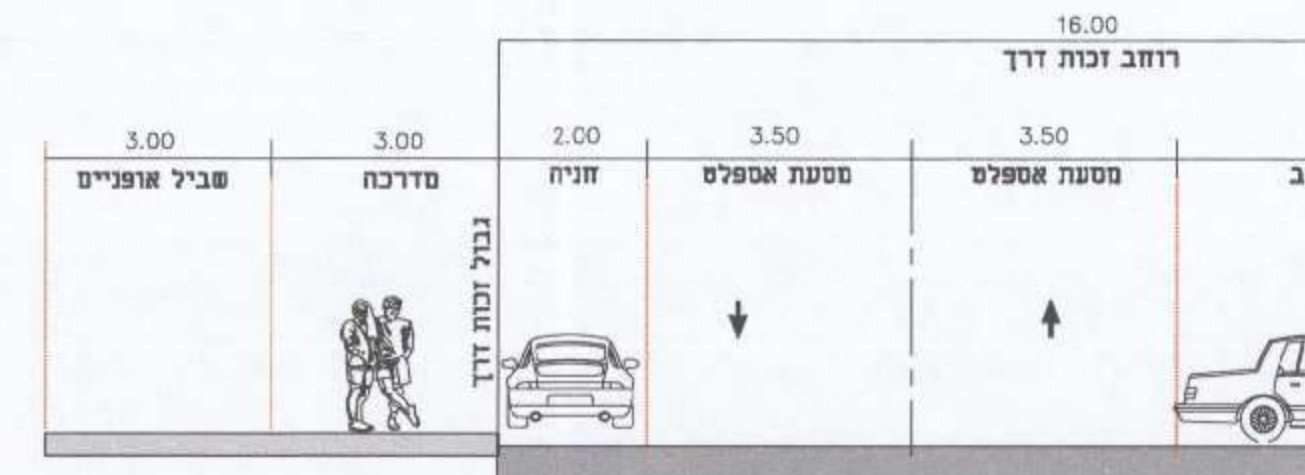 16.00
רוחב זכות דרך
3.50 3.50 2.00 3.00 3.00
מסעת אספלט מסעת אספלט חניה מדרכה שביל אופניים
גבול זכות דרך